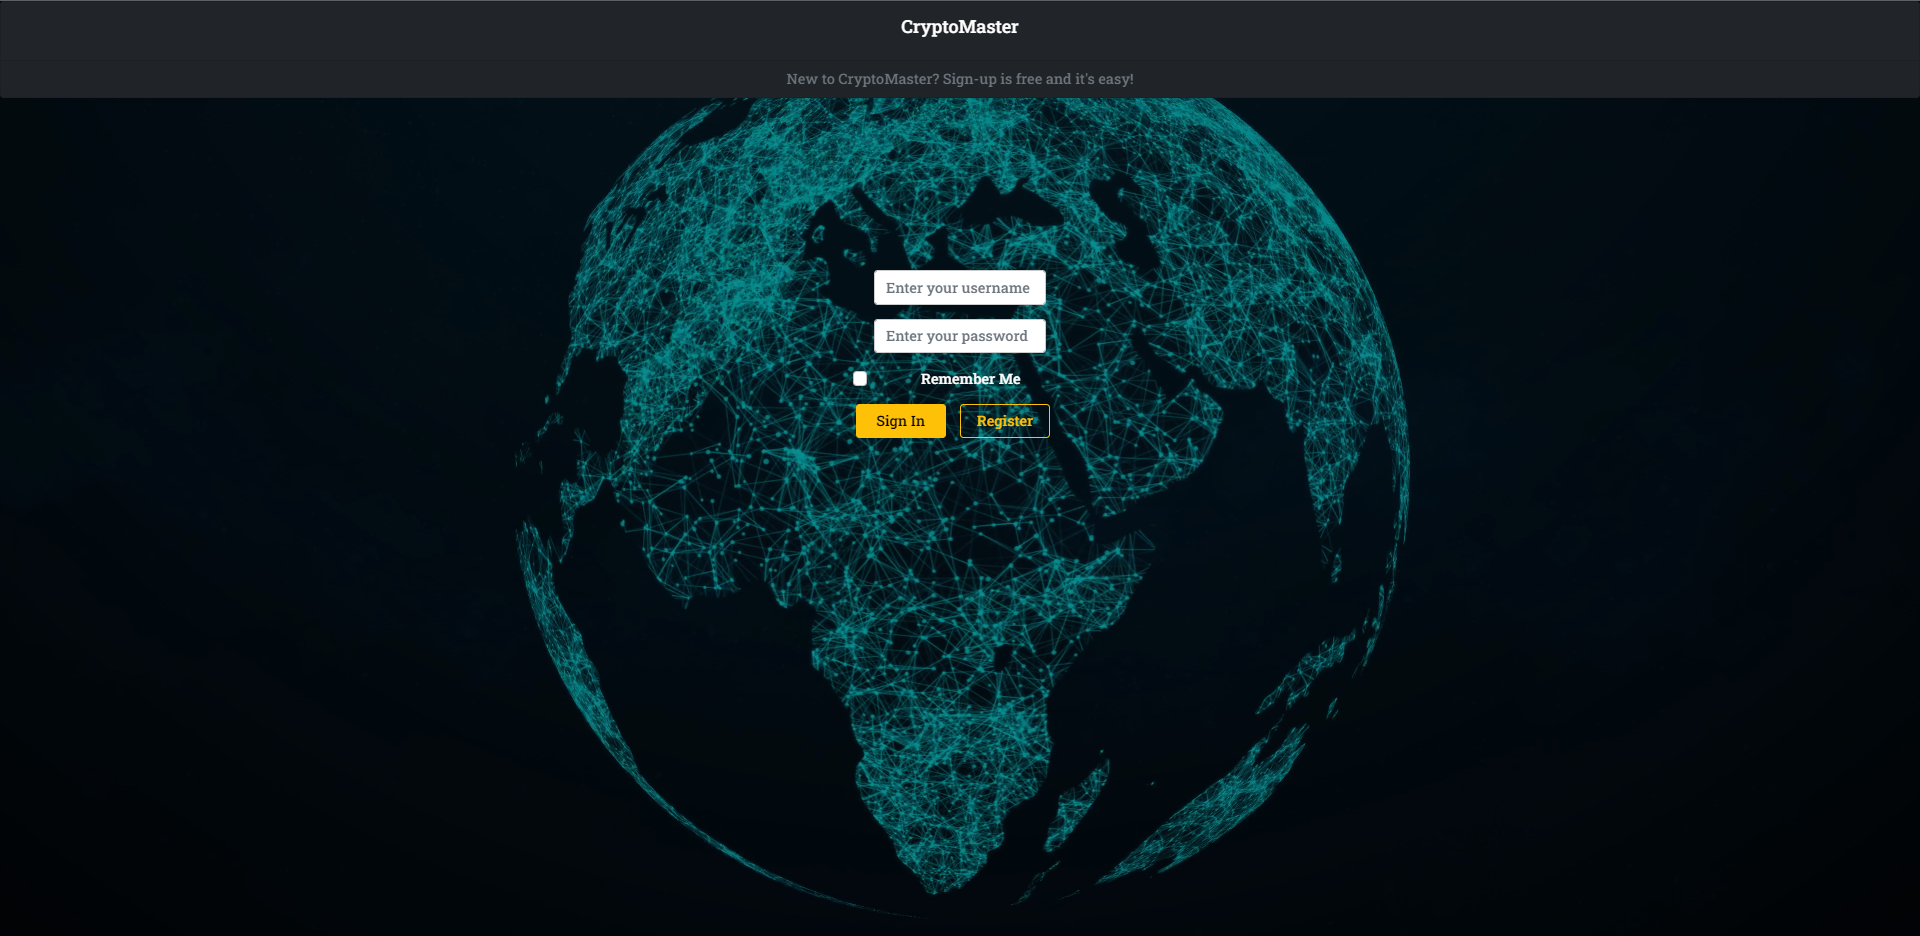 CryptoMaster
New to CryptoMaster? Sign-up is free and it's easy!
Enter your username
Enter your password
Remember Me
Sign In
Register